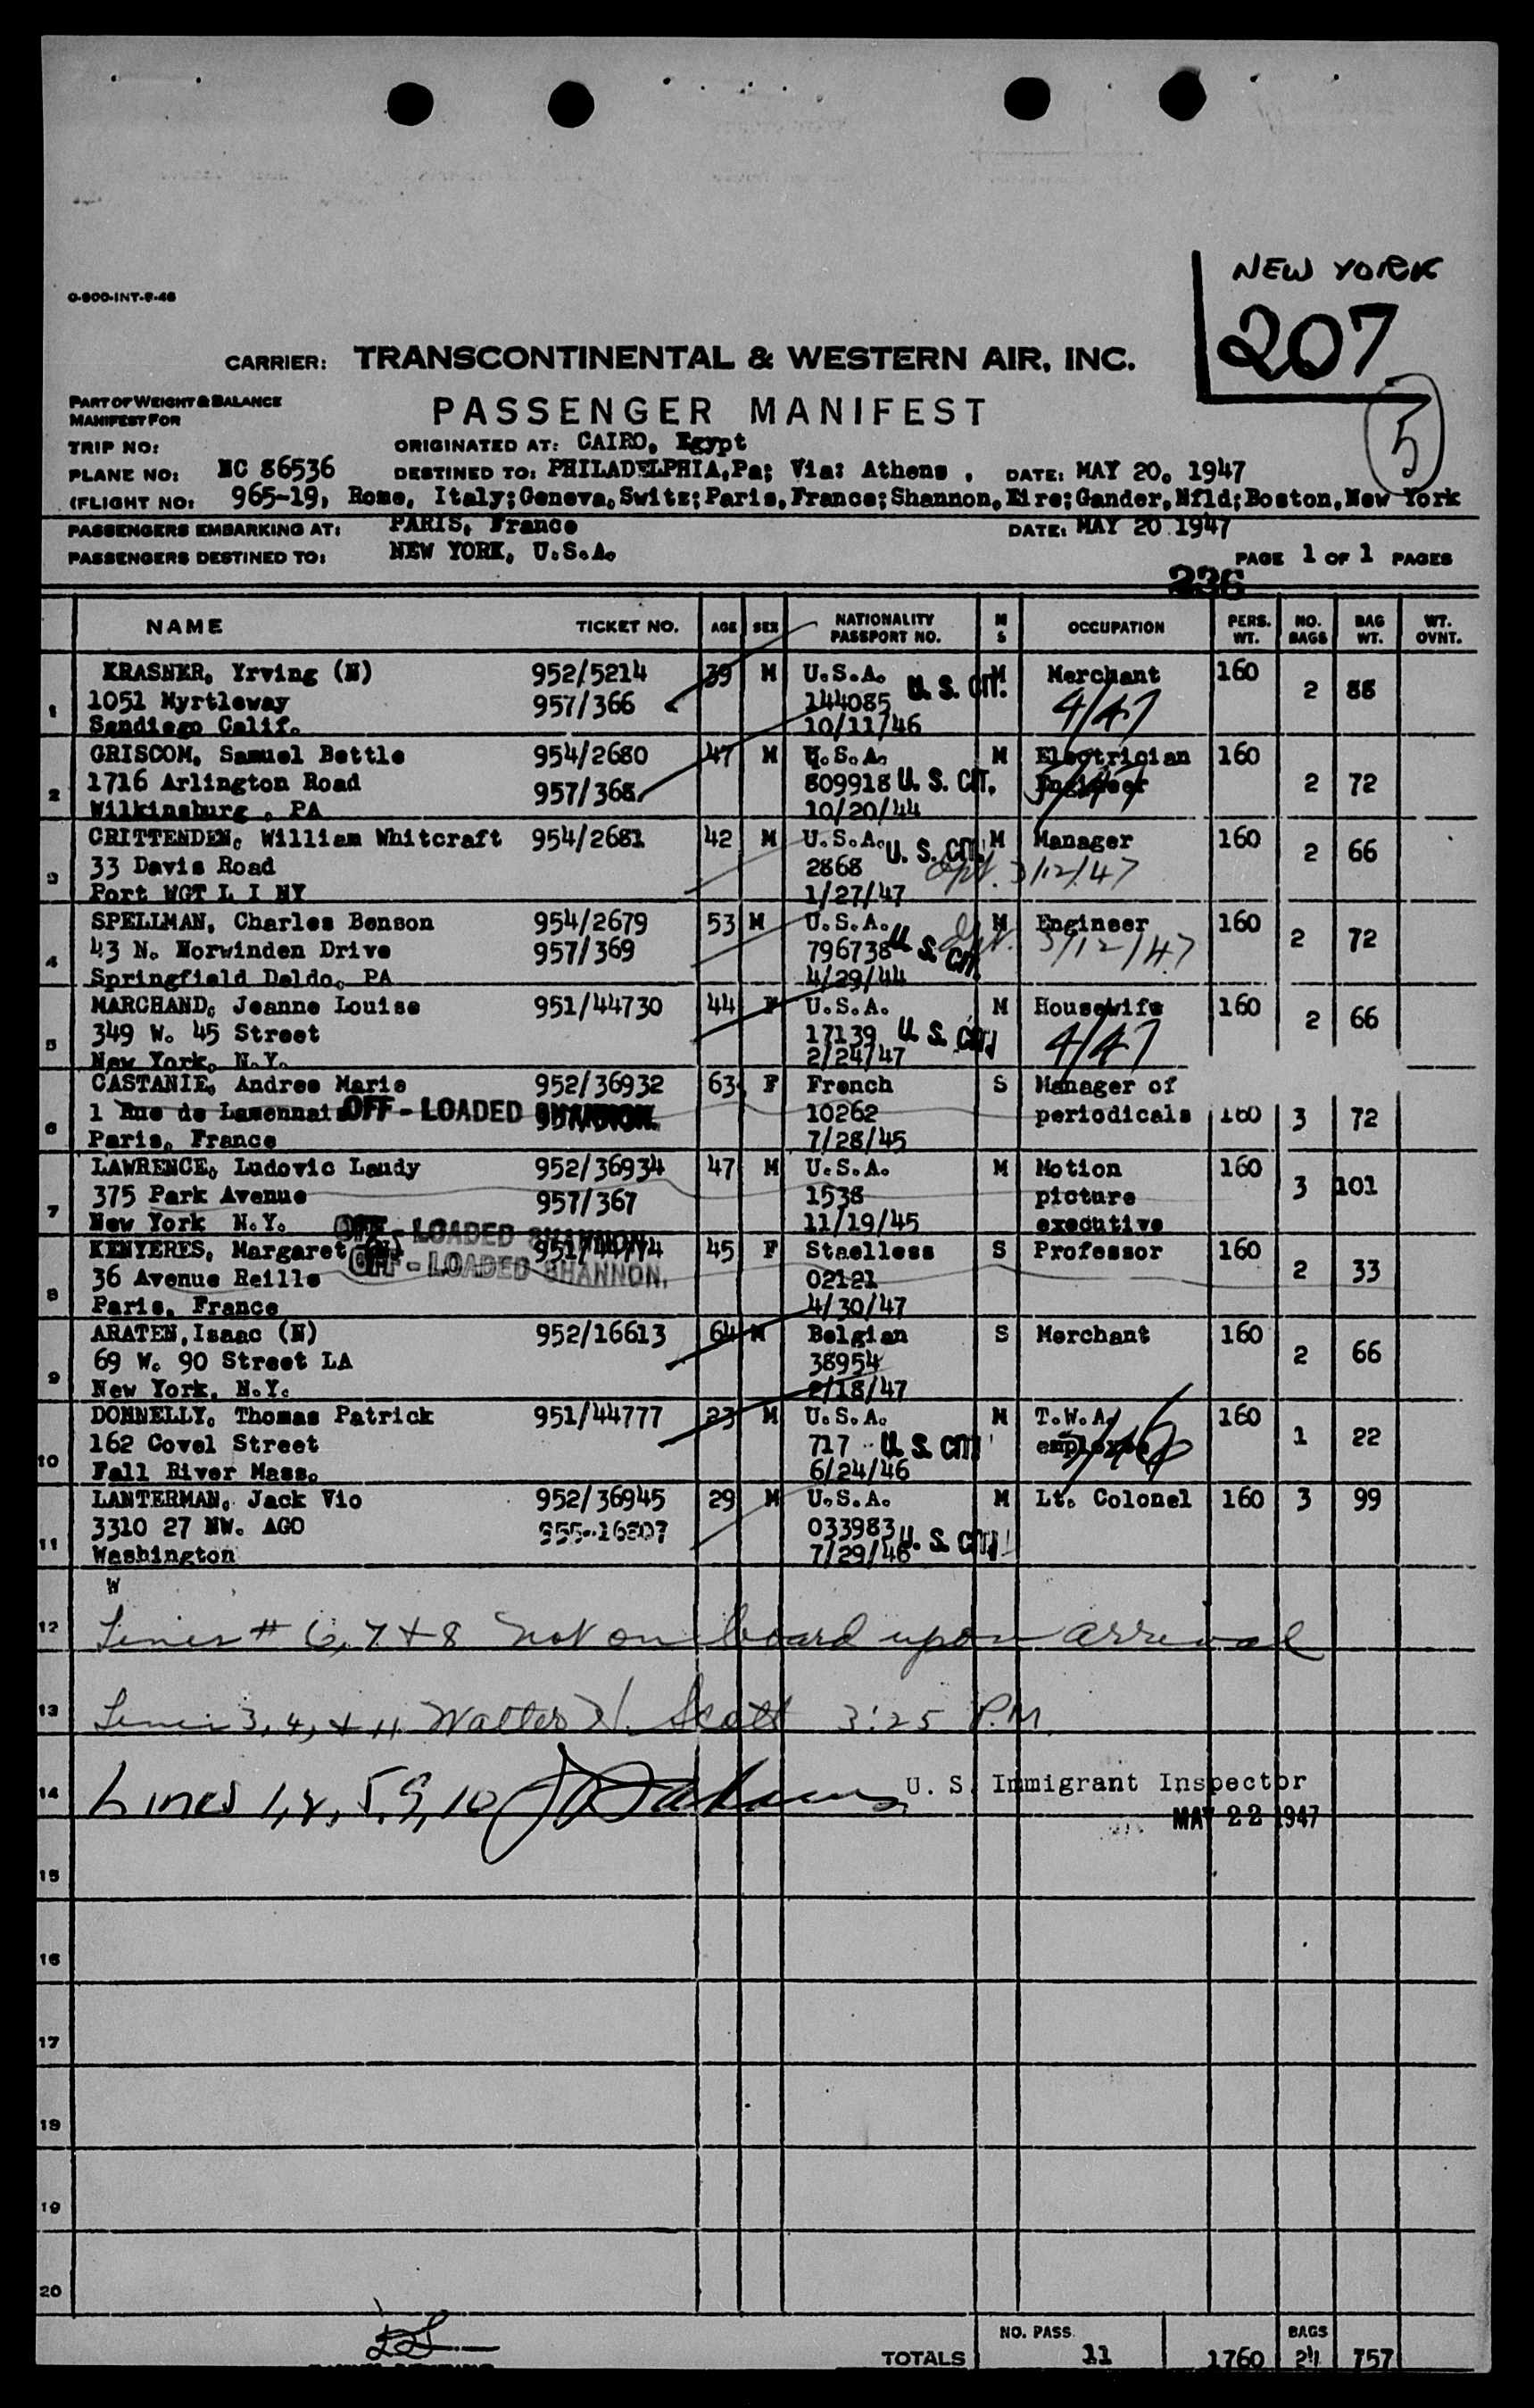 NEW YORK
207
5
0-800-INT-9-46
CARRIER: TRANSCONTINENTAL & WESTERN AIR, INC.
PART OF WEIGHT & BALANCE
MANIFEST FOR
PASSENGER MANIFEST
TRIP NO: ORIGINATED AT: CAIRO, Egypt
PLANE NO: NC 86536 DESTINED TO: PHILADELPHIA, Pa; Via: Athens , DATE: MAY 20, 1947
(FLIGHT NO: 965-19, Rome, Italy; Geneva, Switz; Paris, France; Shannon, Eire; Gander, Nfld; Boston, New York
PASSENGERS EMBARKING AT: PARIS, France DATE: MAY 20 1947
PASSENGERS DESTINED TO: NEW YORK, U.S.A. PAGE 1 OF 1 PAGES
236
NAME TICKET NO. AGE SEX NATIONALITY PASSPORT NO. M S OCCUPATION PERS. WT. NO. BAGS BAG WT. WT. OVNT.
1 KRASNER, Yrving (N) 952/5214 39 M U.S.A. U. S. CIT. M Merchant 160 2 88
1051 Myrtleway 957/366 144085 4/47
Sandiego Calif. 10/11/46
2 GRISCOM, Samuel Bettle 954/2680 47 M U.S.A. M Electrician 160 2 72
1716 Arlington Road 957/368 809918 U. S. CIT. Engineer
Wilkinsburg , PA 10/20/44
3 CRITTENDEN, William Whitcraft 954/2681 42 M U.S.A. U. S. CIT. M Manager 160 2 66
33 Davis Road 2868 3/12/47
Port WGT L I NY 1/27/47
4 SPELLMAN, Charles Benson 954/2679 53 M U.S.A. M Engineer 160 2 72
43 N. Norwinden Drive 957/369 796738 U. S. CIT. 3/12/47
Springfield Deldo, PA 4/29/44
5 MARCHAND, Jeanne Louise 951/44730 44 F U.S.A. M Housewife 160 2 66
349 W. 45 Street 17139 U. S. CIT. 4/47
New York, N.Y. 2/24/47
6 CASTANIE, Andree Marie 952/36932 63 F French S Manager of
1 Rue de Lamennais OFF - LOADED SHANNON. 10262 periodicals 160 3 72
Paris, France 7/28/45
7 LAWRENCE, Ludovic Laudy 952/36934 47 M U.S.A. M Motion 160 3 101
375 Park Avenue 957/367 1538 picture
New York N.Y. OFF - LOADED SHANNON. 11/19/45 executive
8 KENYERES, Margaret 951/44774 45 F Staelless S Professor 160 2 33
36 Avenue Reille OFF - LOADED SHANNON. 02121
Paris, France 4/30/47
9 ARATEN, Isaac (N) 952/16613 64 M Belgian S Merchant 160 2 66
69 W. 90 Street LA 38954
New York, N.Y. 2/18/47
10 DONNELLY, Thomas Patrick 951/44777 23 M U.S.A. M T.W.A. 160 1 22
162 Covel Street 717 U. S. CIT. employee
Fall River Mass. 6/24/46
11 LANTERMAN, Jack Vio 952/36945 29 M U.S.A. M Lt. Colonel 160 3 99
3310 27 NW. AGO 955-16807 033983 U. S. CIT.
Washington 7/29/46
W
12 Lines # 6, 7 + 8 not on board upon arrival
13 Lines 3, 4, + 11 Walter H. Scott 3:25 P.M.
14 Lines 1, 2, 5, 9, 10 U. S. Immigrant Inspector
MAY 22 1947
15
16
17
18
19
20
TOTALS NO. PASS. 11 1760 BAGS 24 757